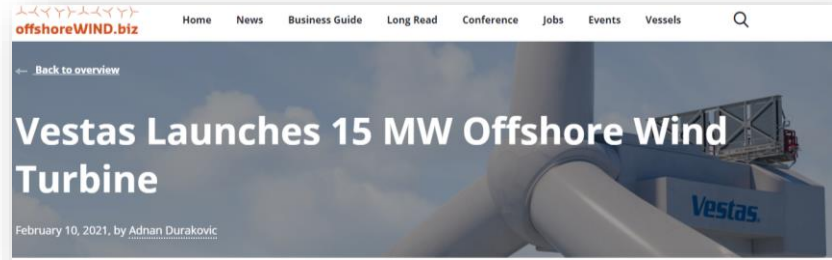 offshoreWIND.biz
Home News Business Guide Long Read Conference Jobs Events Vessels
← Back to overview
Vestas Launches 15 MW Offshore Wind
Turbine
Vestas.
February 10, 2021, by Adnan Durakovic